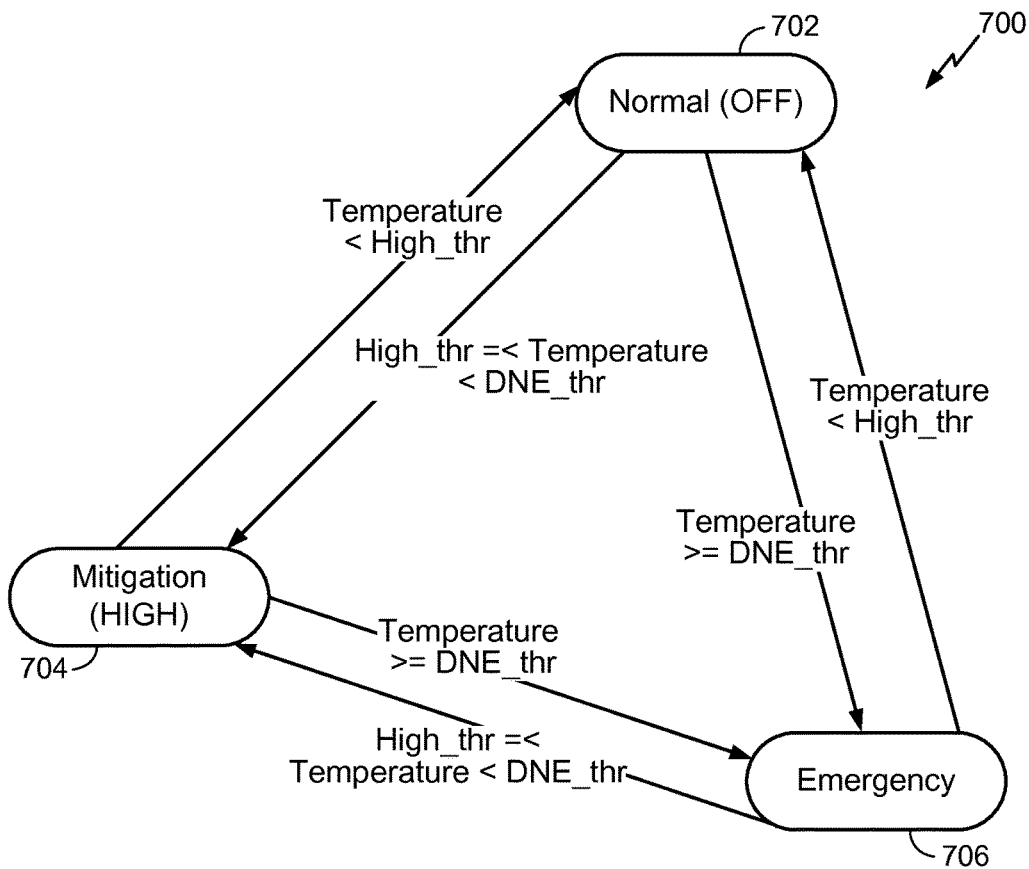 702
700
Normal (OFF)
Temperature
< High_thr
High_thr =< Temperature
< DNE_thr
Temperature
< High_thr
Temperature
>= DNE_thr
Mitigation
(HIGH)
704
Temperature
>= DNE_thr
High_thr =<
Temperature < DNE_thr
Emergency
706